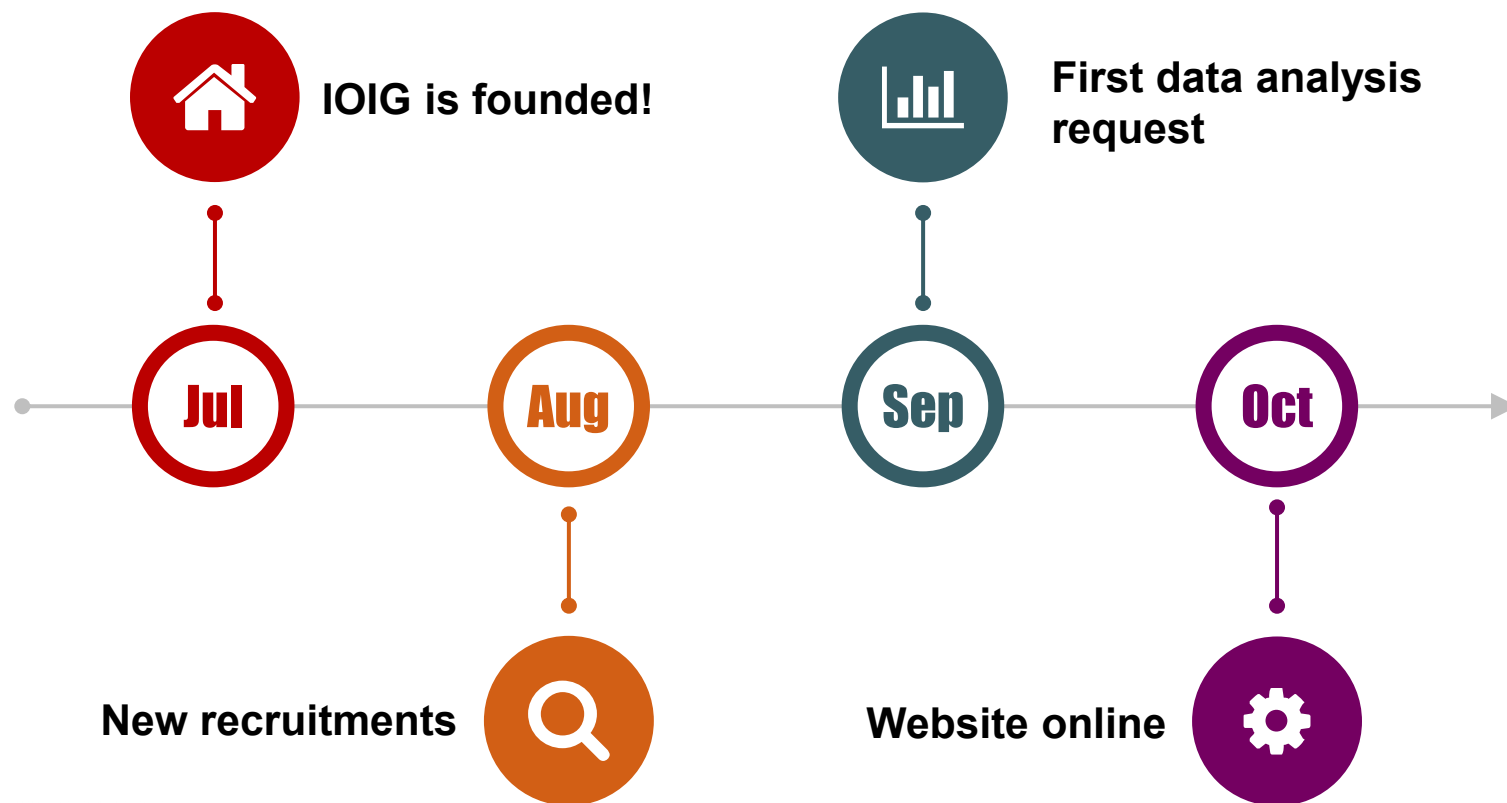 IOIG is founded!
First data analysis
request
Jul
Aug
Sep
Oct
New recruitments
Website online